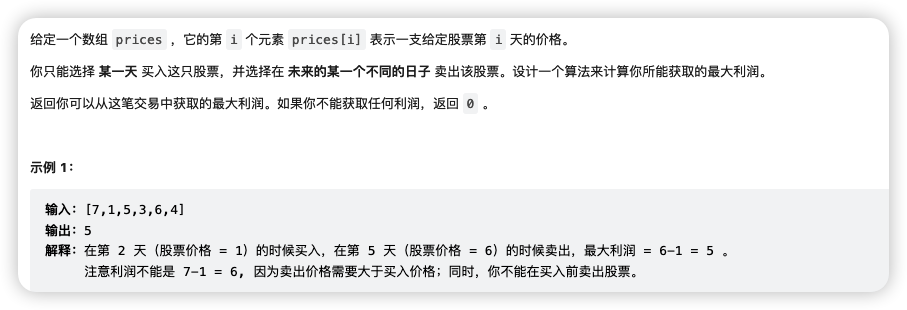 给定一个数组 prices ，它的第 i 个元素 prices[i] 表示一支给定股票第 i 天的价格。
你只能选择 某一天 买入这只股票，并选择在 未来的某一个不同的日子 卖出该股票。设计一个算法来计算你所能获取的最大利润。
返回你可以从这笔交易中获取的最大利润。如果你不能获取任何利润，返回 0 。
示例 1：
输入：[7,1,5,3,6,4]
输出：5
解释：在第 2 天（股票价格 = 1）的时候买入，在第 5 天（股票价格 = 6）的时候卖出，最大利润 = 6-1 = 5 。
注意利润不能是 7-1 = 6, 因为卖出价格需要大于买入价格；同时，你不能在买入前卖出股票。